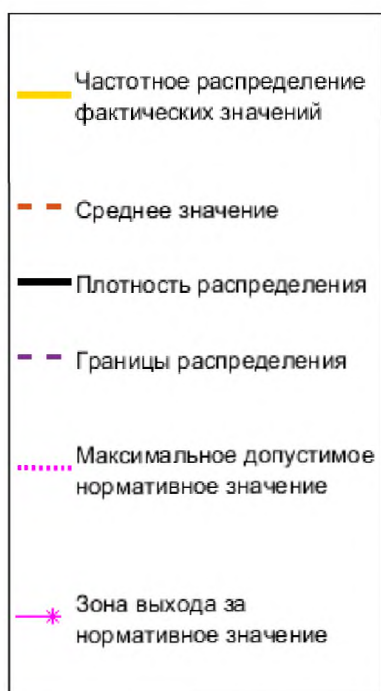 Частотное распределение
фактических значений
Среднее значение
Плотность распределения
Границы распределения
Максимальное допустимое
нормативное значение
Зона выхода за
нормативное значение